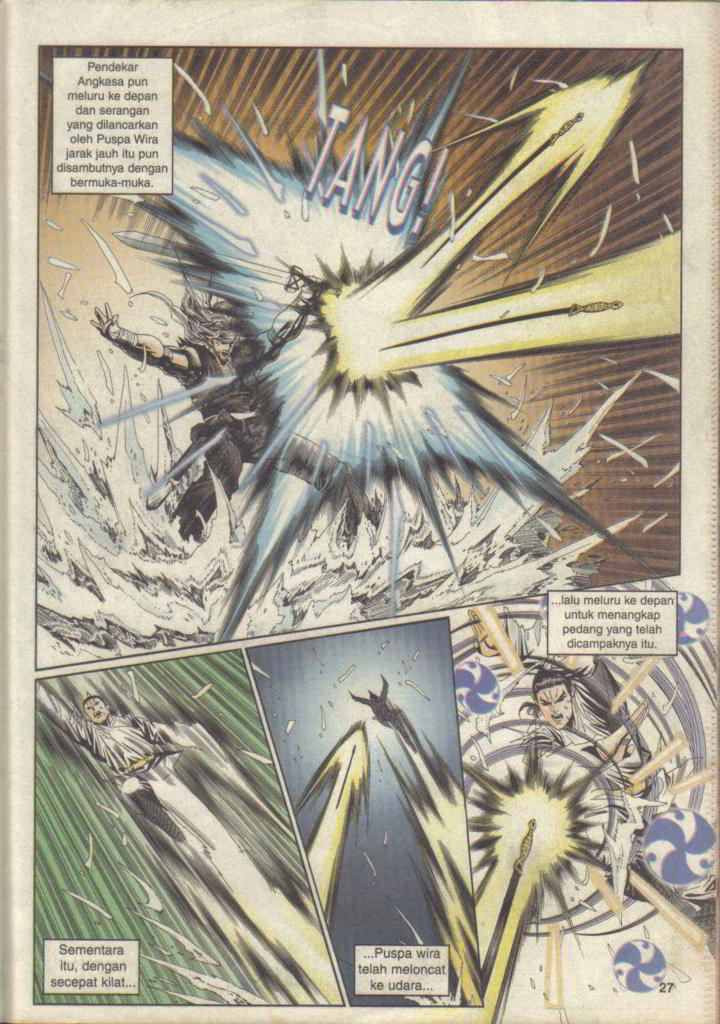 Pendekar
Angkasa pun
meluru ke depan
dan serangan
yang dilancarkan
oleh Puspa Wira
jarak jauh itu pun
disambutnya dengan
bermuka-muka.
TANG!
Sementara
itu, dengan
secepat kilat...
...Puspa wira
telah meloncat
ke udara...
...lalu meluru ke depan
untuk menangkap
pedang yang telah
dicampaknya itu.
27